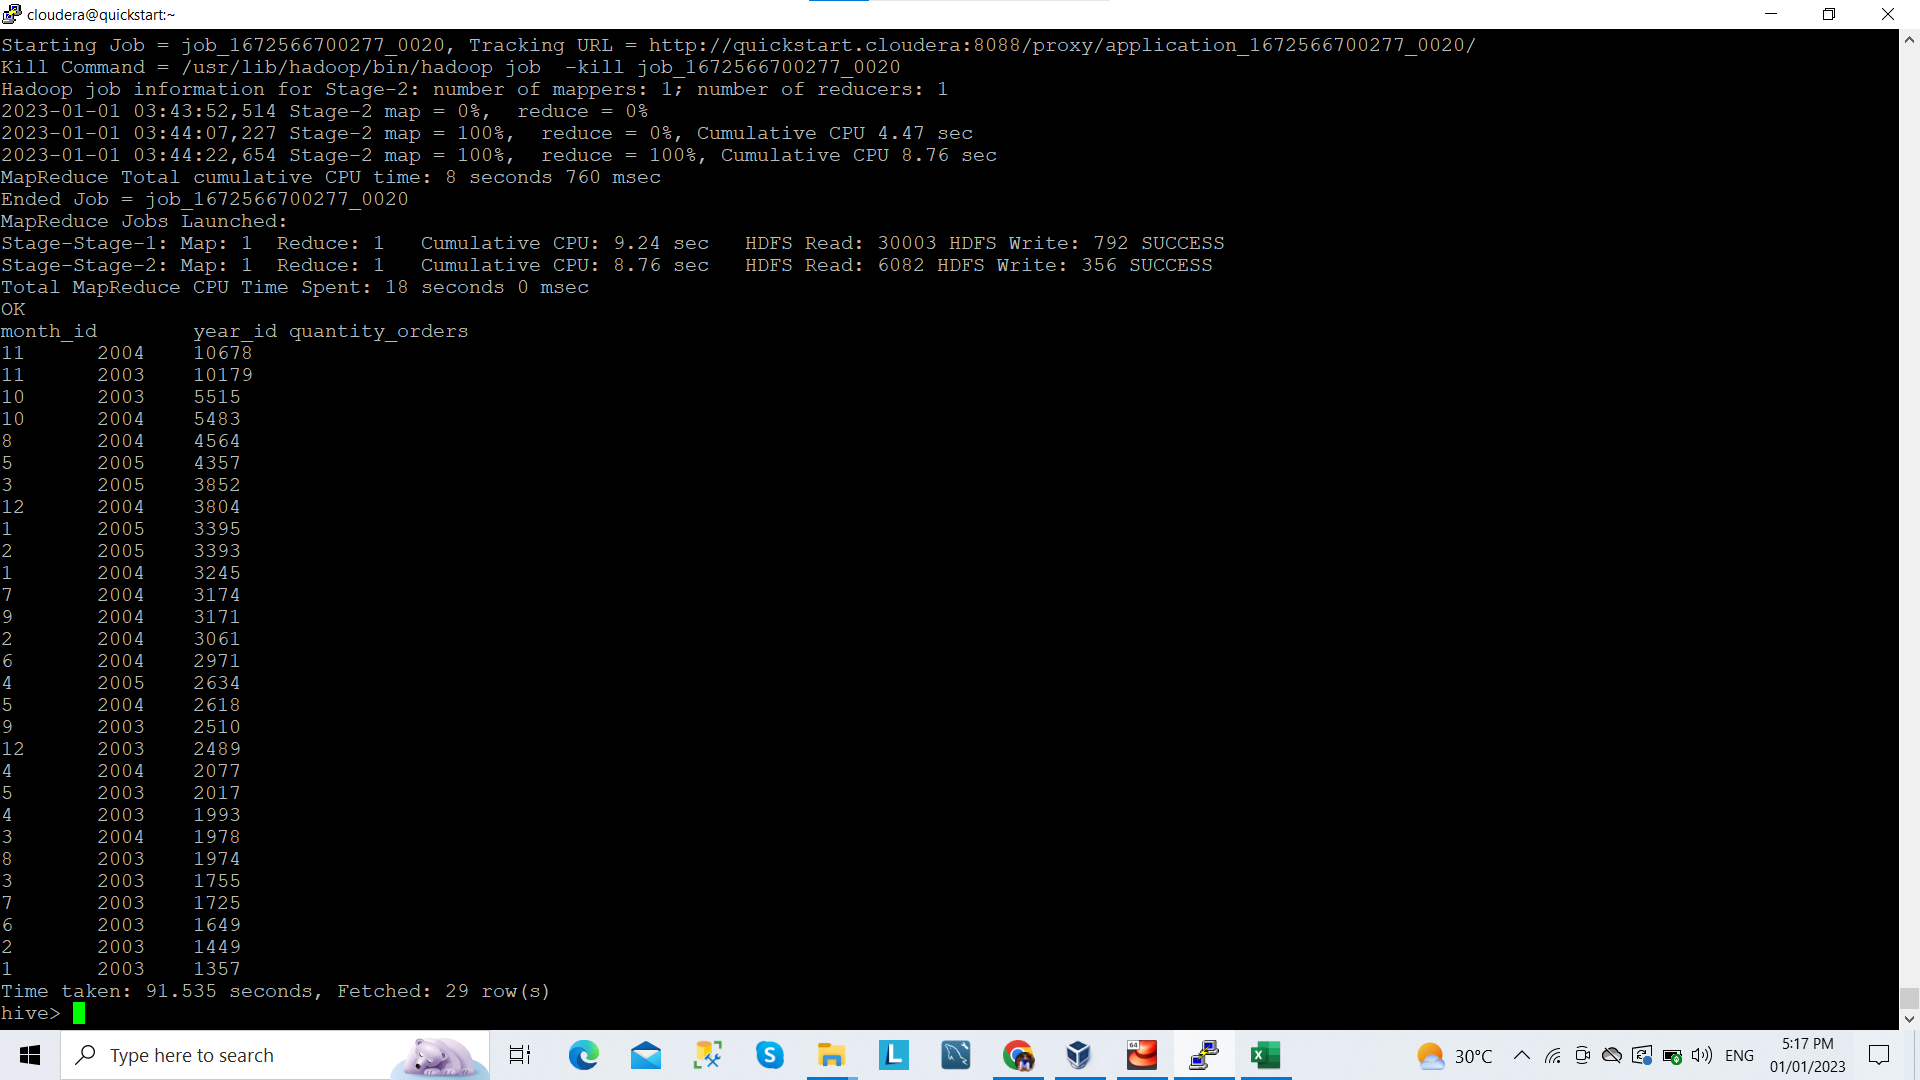 cloudera@quickstart:~
Starting Job = job_1672566700277_0020, Tracking URL = http://quickstart.cloudera:8088/proxy/application_1672566700277_0020/
Kill Command = /usr/lib/hadoop/bin/hadoop job  -kill job_1672566700277_0020
Hadoop job information for Stage-2: number of mappers: 1; number of reducers: 1
2023-01-01 03:43:52,514 Stage-2 map = 0%,  reduce = 0%
2023-01-01 03:44:07,227 Stage-2 map = 100%,  reduce = 0%, Cumulative CPU 4.47 sec
2023-01-01 03:44:22,654 Stage-2 map = 100%,  reduce = 100%, Cumulative CPU 8.76 sec
MapReduce Total cumulative CPU time: 8 seconds 760 msec
Ended Job = job_1672566700277_0020
MapReduce Jobs Launched:
Stage-Stage-1: Map: 1  Reduce: 1   Cumulative CPU: 9.24 sec   HDFS Read: 30003 HDFS Write: 792 SUCCESS
Stage-Stage-2: Map: 1  Reduce: 1   Cumulative CPU: 8.76 sec   HDFS Read: 6082 HDFS Write: 356 SUCCESS
Total MapReduce CPU Time Spent: 18 seconds 0 msec
OK
month_id        year_id quantity_orders
11      2004    10678
11      2003    10179
10      2003    5515
10      2004    5483
8       2004    4564
5       2005    4357
3       2005    3852
12      2004    3804
1       2005    3395
2       2005    3393
1       2004    3245
7       2004    3174
9       2004    3171
2       2004    3061
6       2004    2971
4       2005    2634
5       2004    2618
9       2003    2510
12      2003    2489
4       2004    2077
5       2003    2017
4       2003    1993
3       2004    1978
8       2003    1974
3       2003    1755
7       2003    1725
6       2003    1649
2       2003    1449
1       2003    1357
Time taken: 91.535 seconds, Fetched: 29 row(s)
hive>
Type here to search
30°C
ENG
5:17 PM
01/01/2023